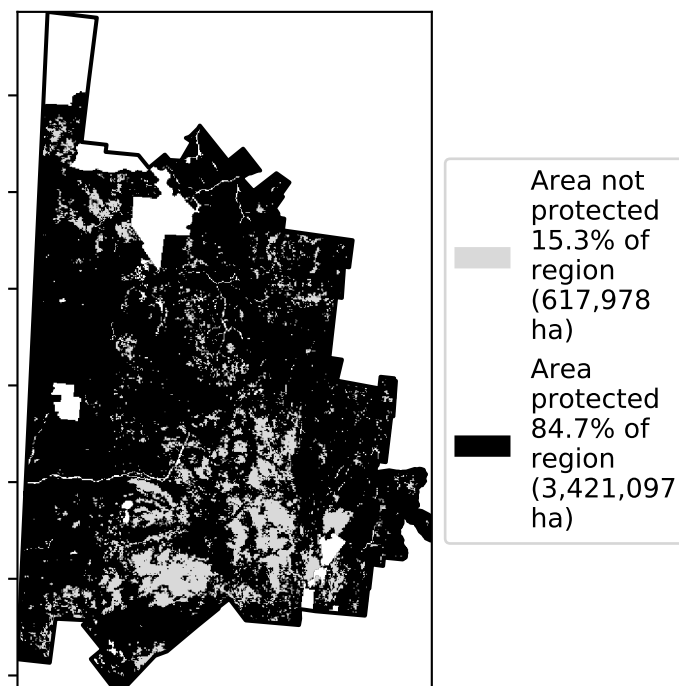 Area not
protected
15.3% of
region
(617,978
ha)
Area
protected
84.7% of
region
(3,421,097
ha)